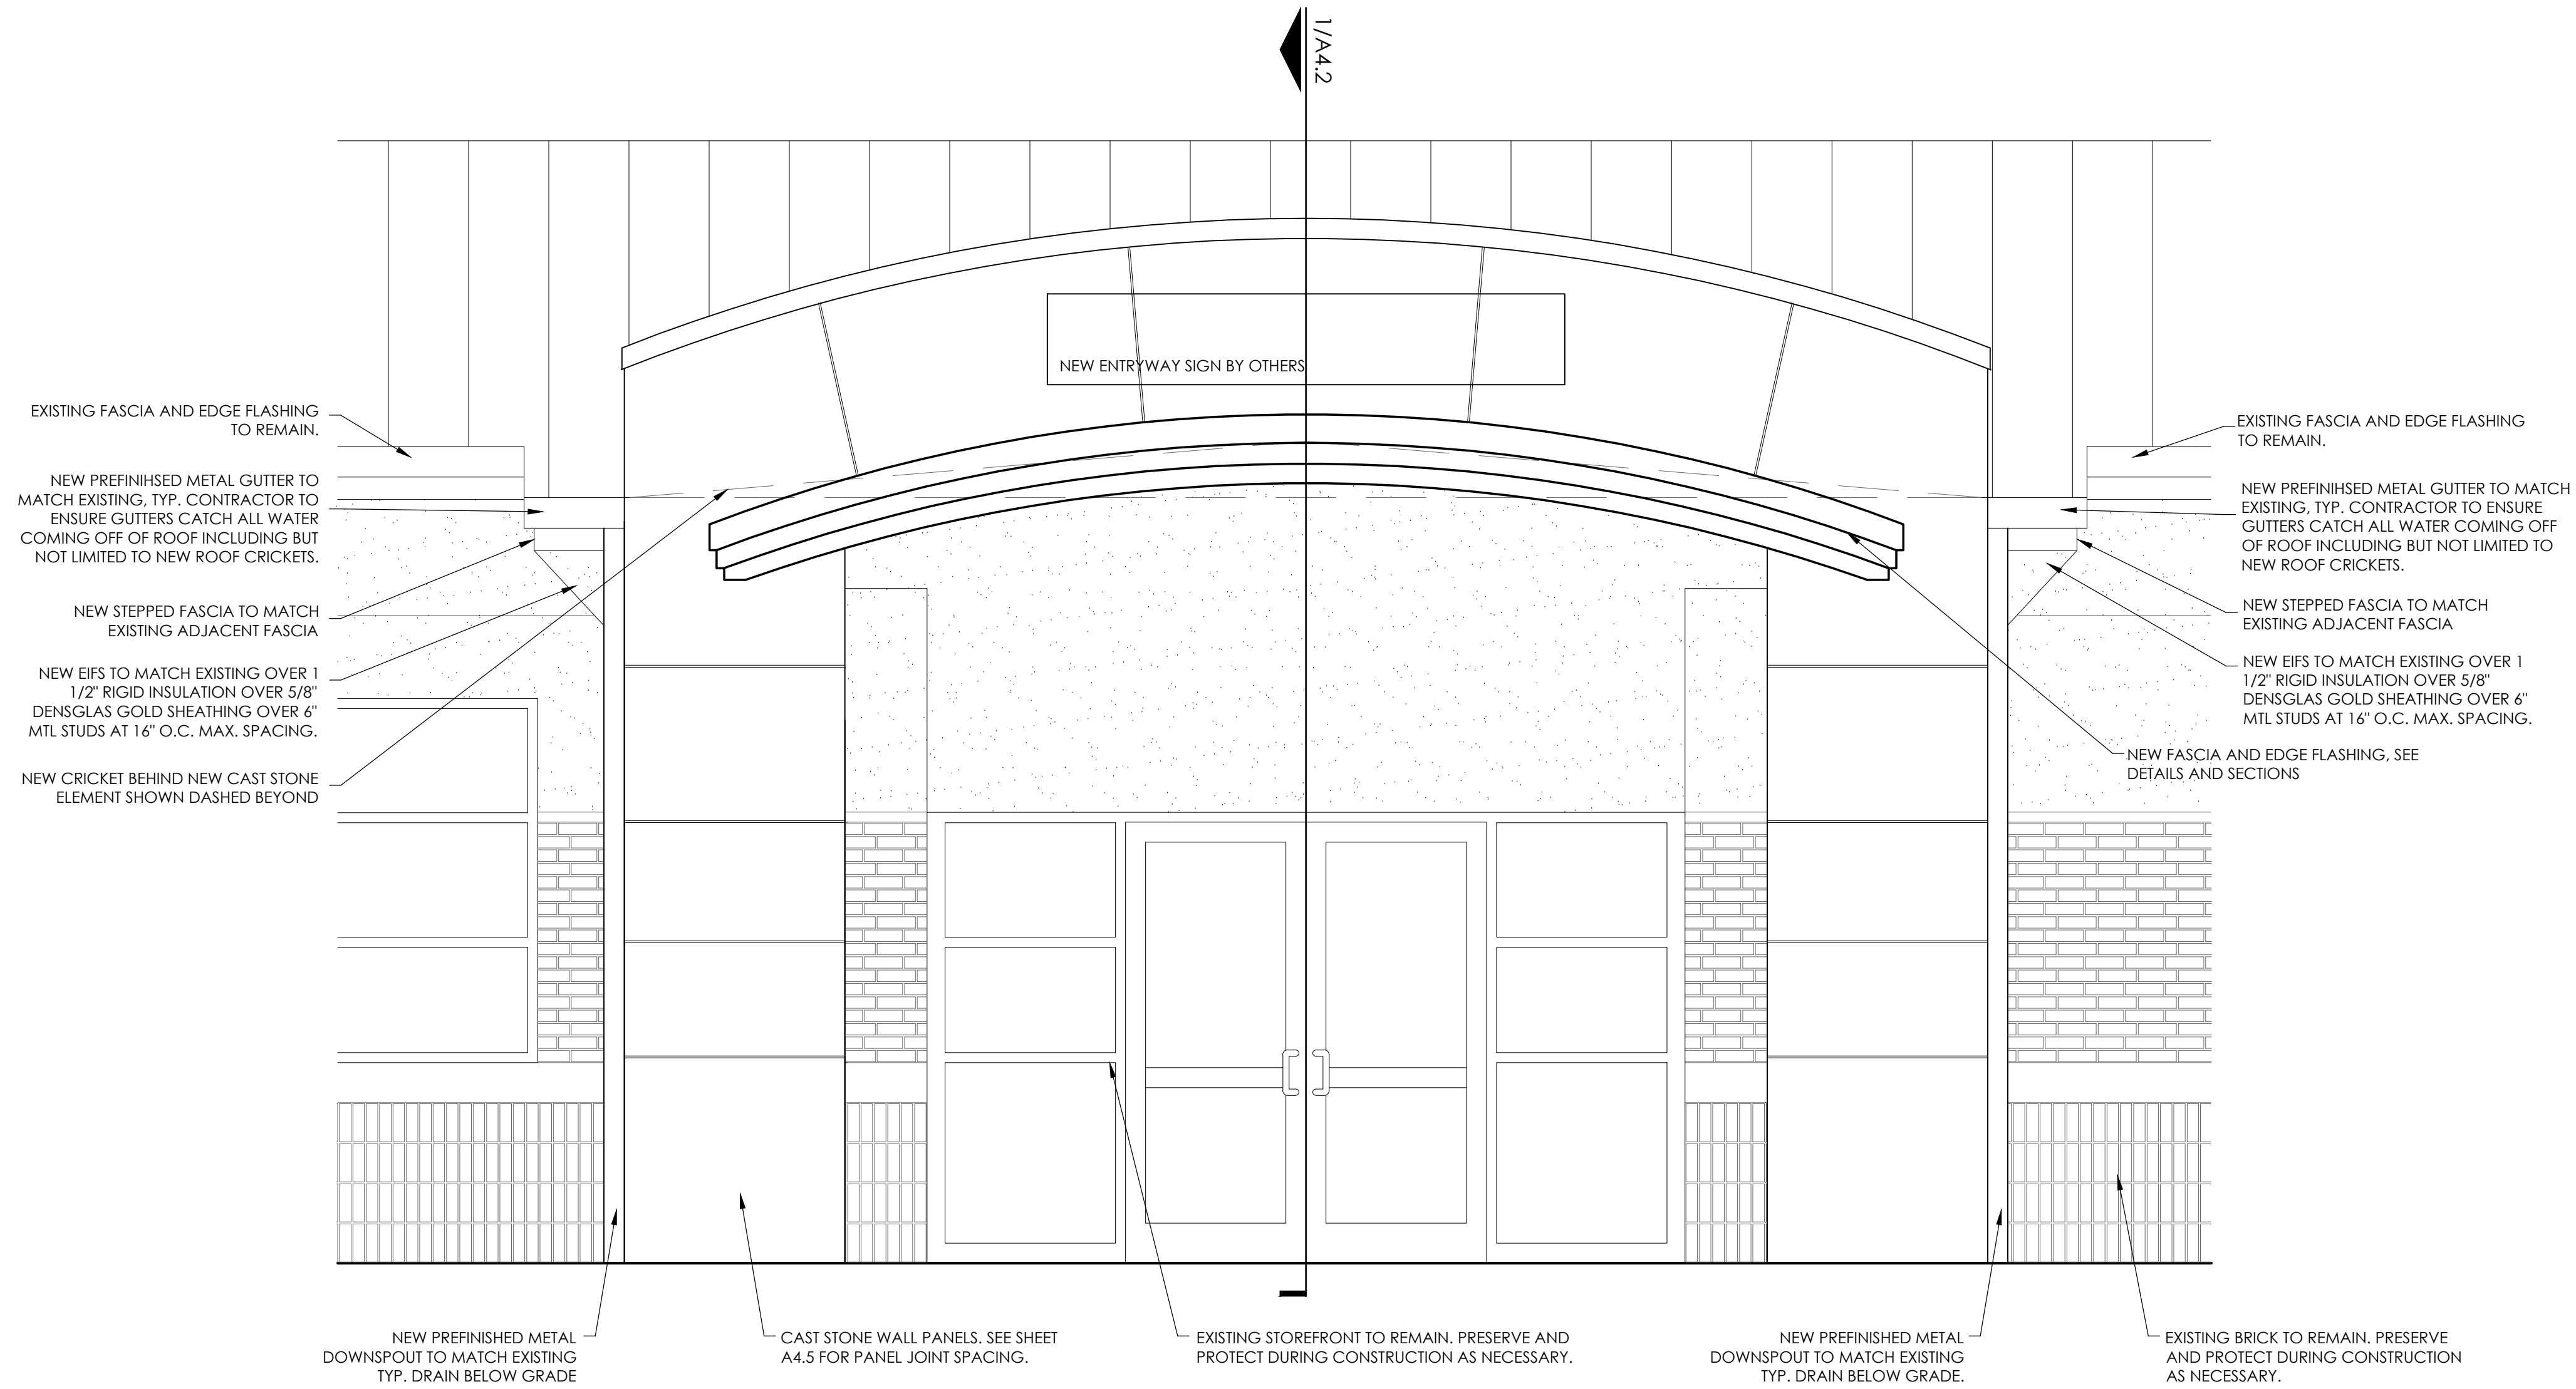 1/A4.2
NEW ENTRYWAY SIGN BY OTHERS
EXISTING FASCIA AND EDGE FLASHING
TO REMAIN.
NEW PREFINIHSED METAL GUTTER TO
MATCH EXISTING, TYP. CONTRACTOR TO
ENSURE GUTTERS CATCH ALL WATER
COMING OFF OF ROOF INCLUDING BUT
NOT LIMITED TO NEW ROOF CRICKETS.
NEW STEPPED FASCIA TO MATCH
EXISTING ADJACENT FASCIA
NEW EIFS TO MATCH EXISTING OVER 1
1/2" RIGID INSULATION OVER 5/8"
DENSGLAS GOLD SHEATHING OVER 6"
MTL STUDS AT 16" O.C. MAX. SPACING.
NEW CRICKET BEHIND NEW CAST STONE
ELEMENT SHOWN DASHED BEYOND
EXISTING FASCIA AND EDGE FLASHING
TO REMAIN.
NEW PREFINIHSED METAL GUTTER TO MATCH
EXISTING, TYP. CONTRACTOR TO ENSURE
GUTTERS CATCH ALL WATER COMING OFF
OF ROOF INCLUDING BUT NOT LIMITED TO
NEW ROOF CRICKETS.
NEW STEPPED FASCIA TO MATCH
EXISTING ADJACENT FASCIA
NEW EIFS TO MATCH EXISTING OVER 1
1/2" RIGID INSULATION OVER 5/8"
DENSGLAS GOLD SHEATHING OVER 6"
MTL STUDS AT 16" O.C. MAX. SPACING.
NEW FASCIA AND EDGE FLASHING, SEE
DETAILS AND SECTIONS
NEW PREFINISHED METAL
DOWNSPOUT TO MATCH EXISTING
TYP. DRAIN BELOW GRADE
CAST STONE WALL PANELS. SEE SHEET
A4.5 FOR PANEL JOINT SPACING.
EXISTING STOREFRONT TO REMAIN. PRESERVE AND
PROTECT DURING CONSTRUCTION AS NECESSARY.
NEW PREFINISHED METAL
DOWNSPOUT TO MATCH EXISTING
TYP. DRAIN BELOW GRADE.
EXISTING BRICK TO REMAIN. PRESERVE
AND PROTECT DURING CONSTRUCTION
AS NECESSARY.